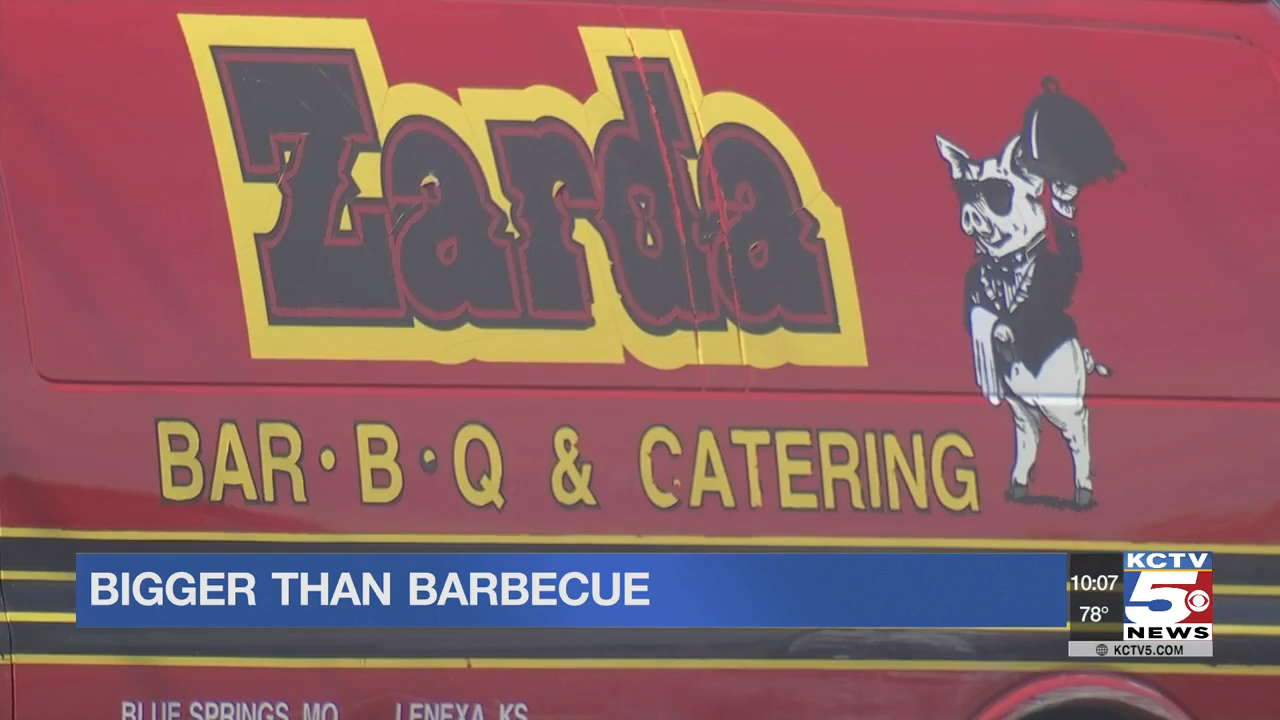 Zarda
BAR·B·Q & CATERING
BIGGER THAN BARBECUE
10:07
78°
KCTV
5
NEWS
KCTV5.COM
BLUE SPRINGS, MO LENEXA, KS